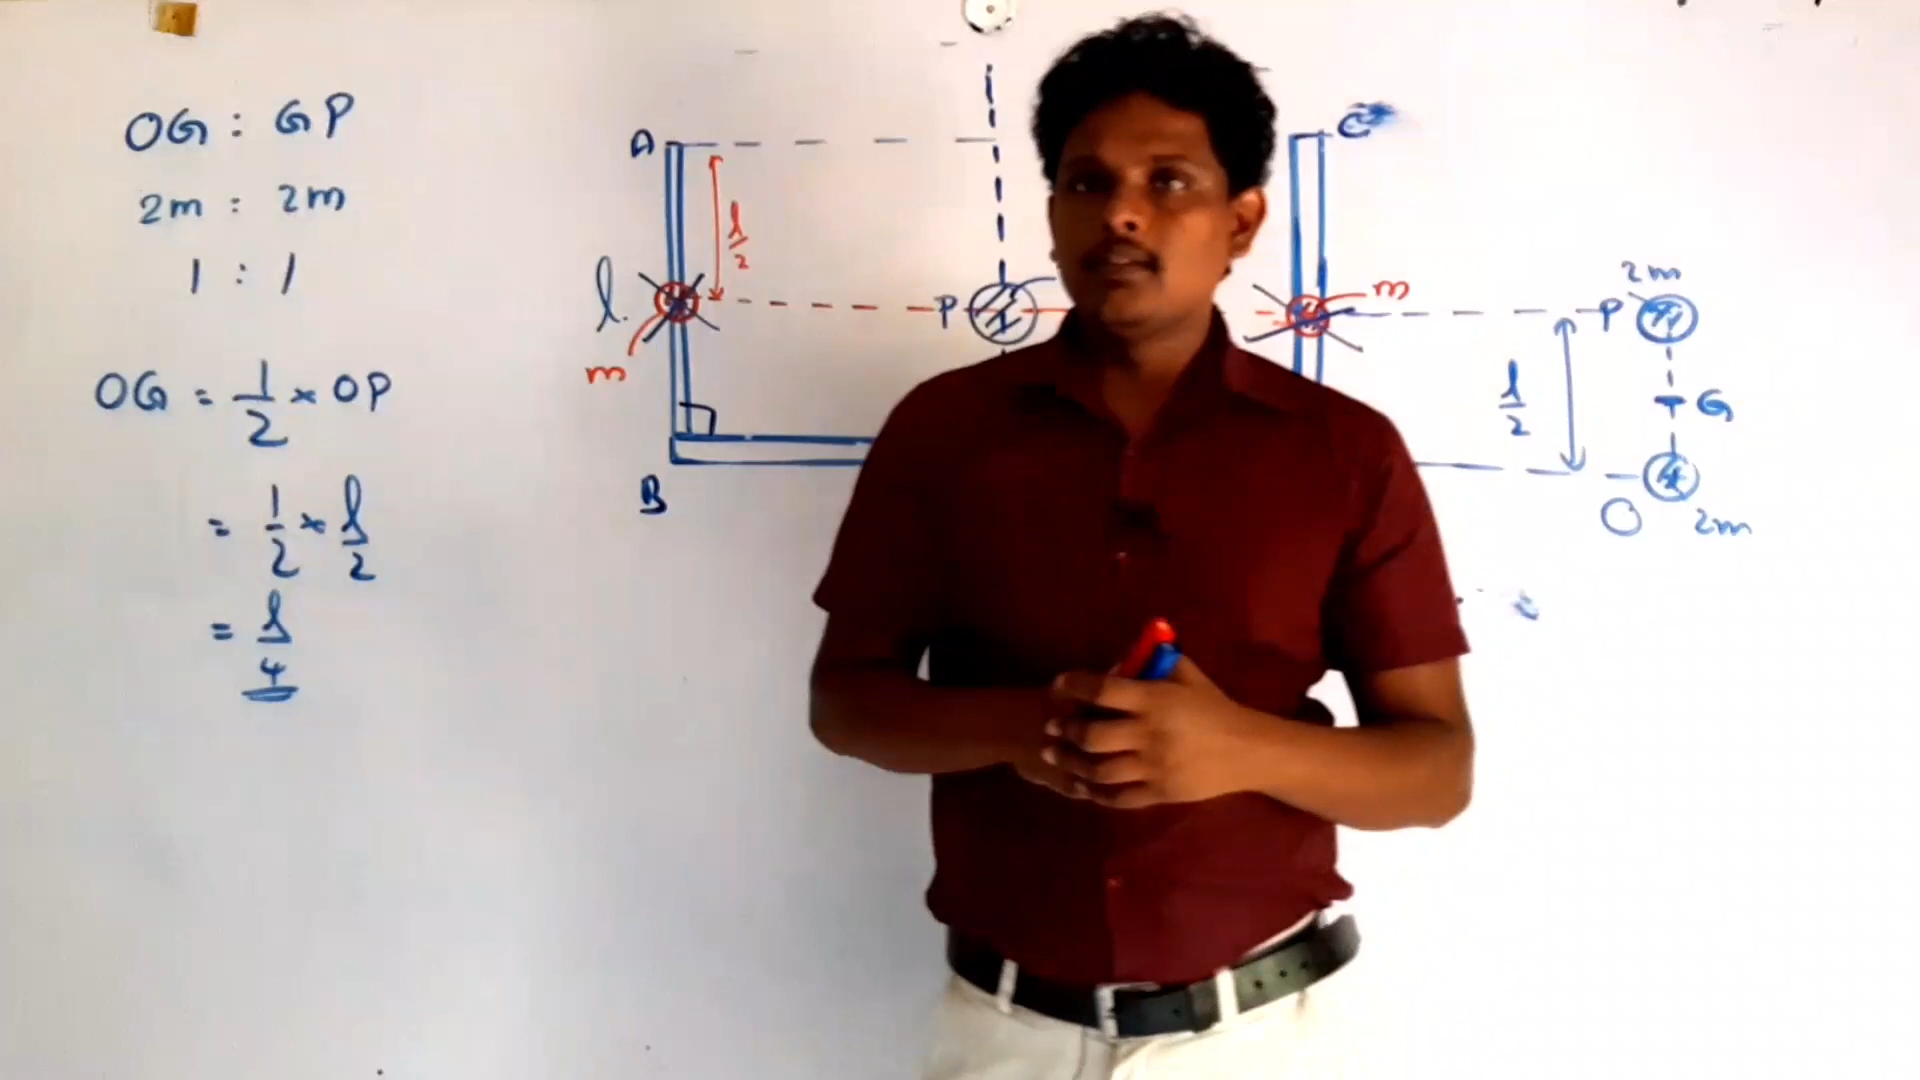 OG : GP
2m : 2m
1 : 1
OG = 1/2 × OP
= 1/2 × l/2
= l/4
A
l/2
l
m
B
P
C
m
2m
P
l/2
G
O
2m